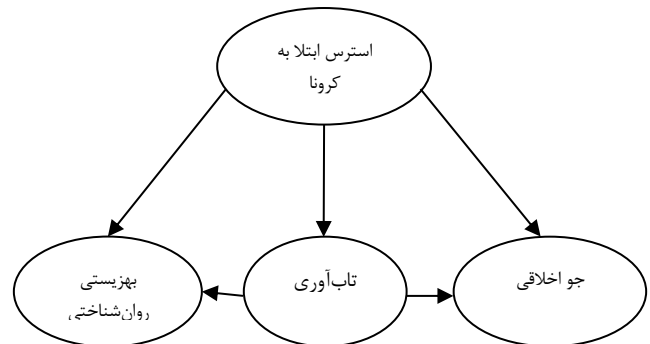 استرس ابتلا به
کرونا
بهزیستی
روان‌شناختی
تاب‌آوری
جو اخلاقی